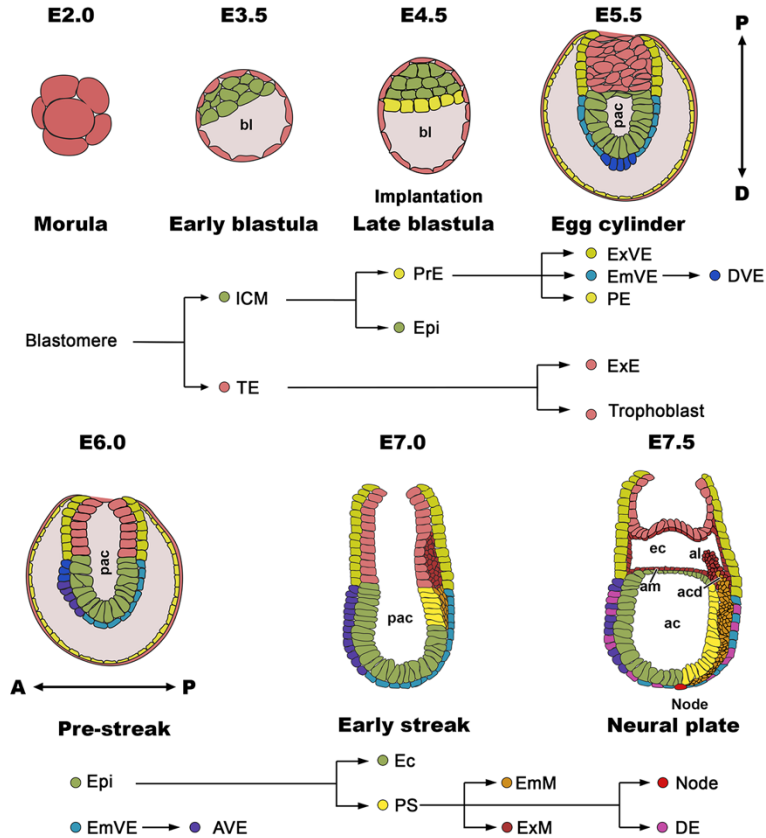 E2.0 E3.5 E4.5 E5.5
P
bl bl pac
D
Implantation
Morula Early blastula Late blastula Egg cylinder
ExVE
PrE EmVE DVE
ICM PE
Epi
Blastomere
ExE
TE
Trophoblast
E6.0 E7.0 E7.5
pac
ec al
am acd
pac ac
A P
Node
Pre-streak Early streak Neural plate
Ec
Epi EmM Node
PS
EmVE AVE ExM DE